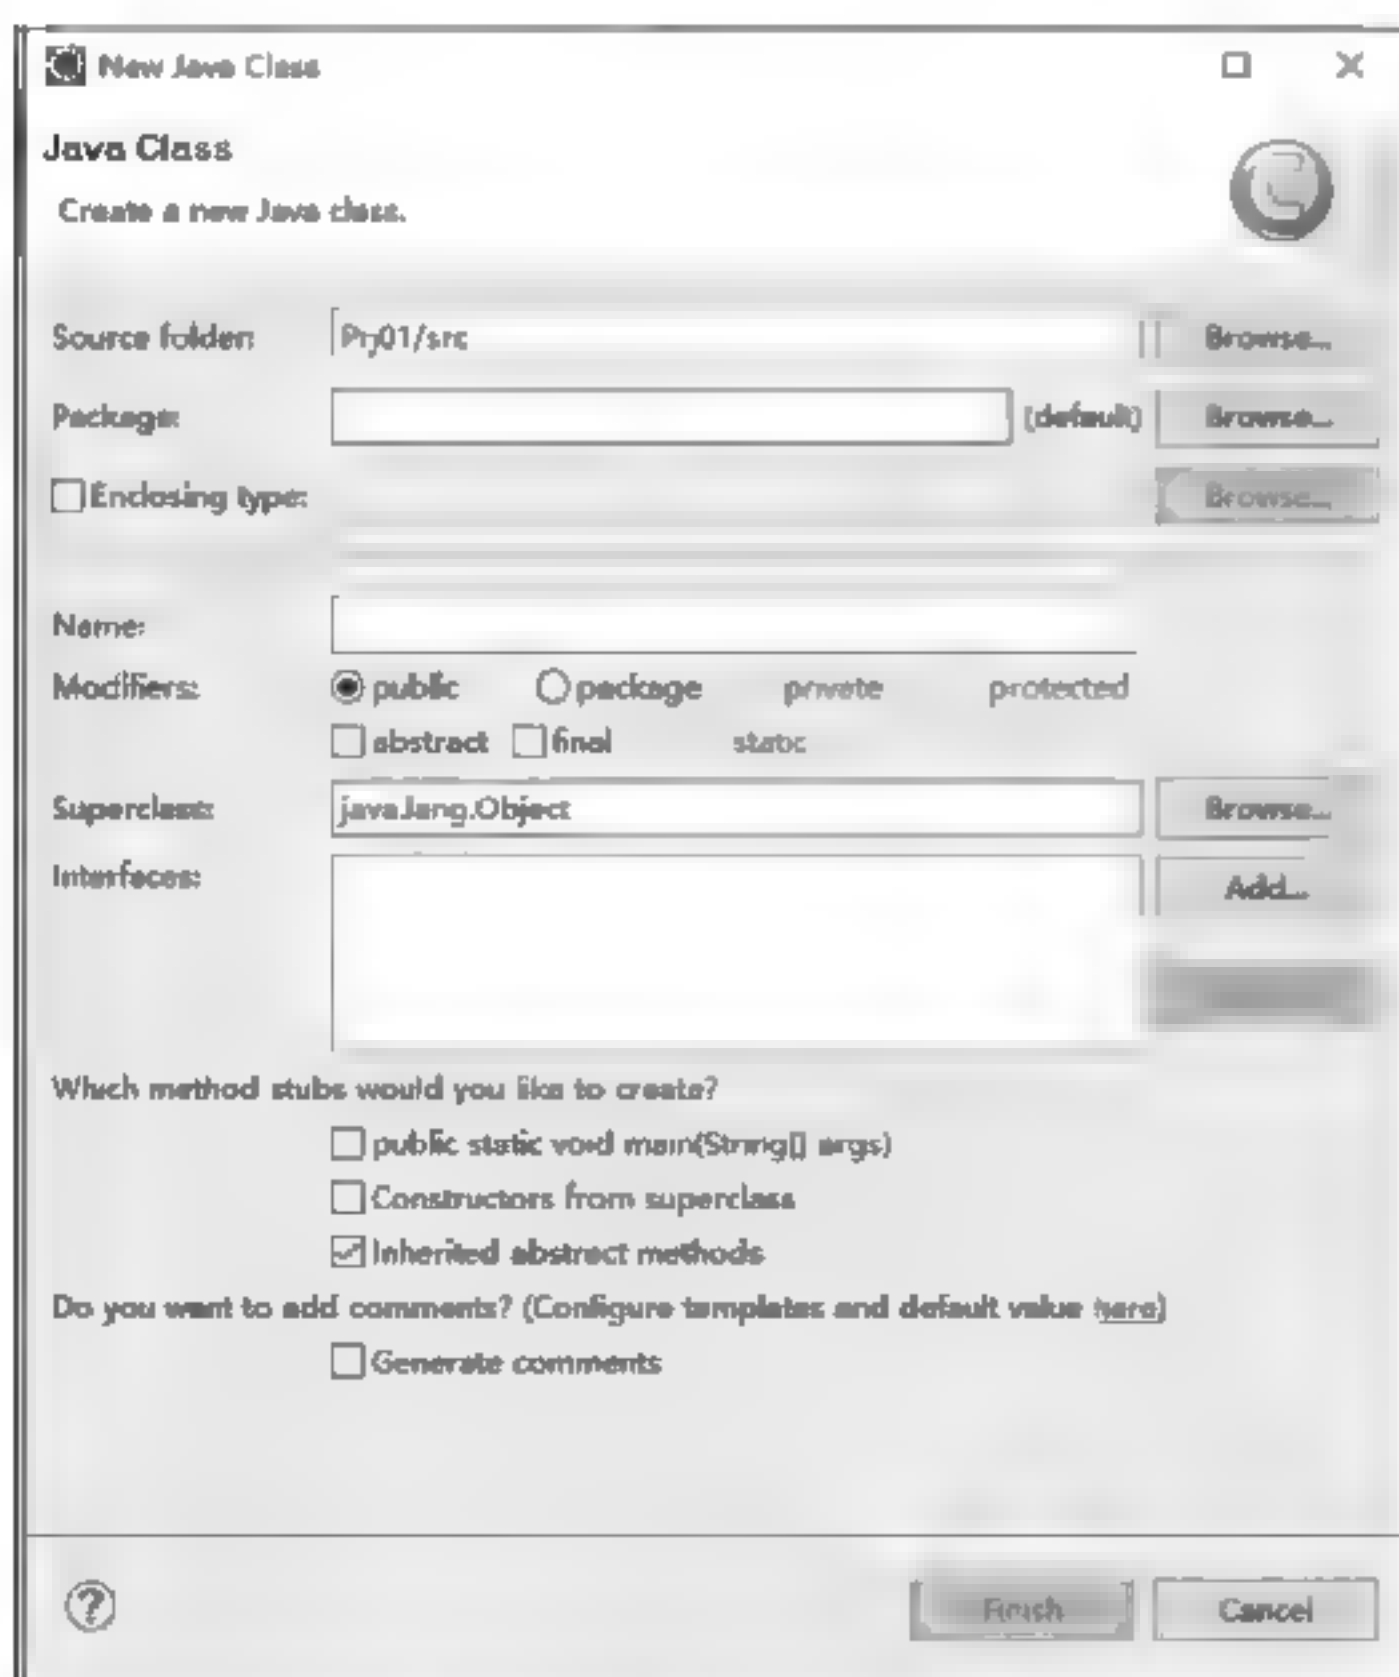 New Java Class
Java Class
Create a new Java class.
Source folder: Prj01/src Browse...
Package: (default) Browse...
Enclosing type: Browse...
Name:
Modifiers: public package private protected
abstract final static
Superclass: java.lang.Object Browse...
Interfaces: Add...
Which method stubs would you like to create?
public static void main(String[] args)
Constructors from superclass
Inherited abstract methods
Do you want to add comments? (Configure templates and default value here)
Generate comments
? Finish Cancel